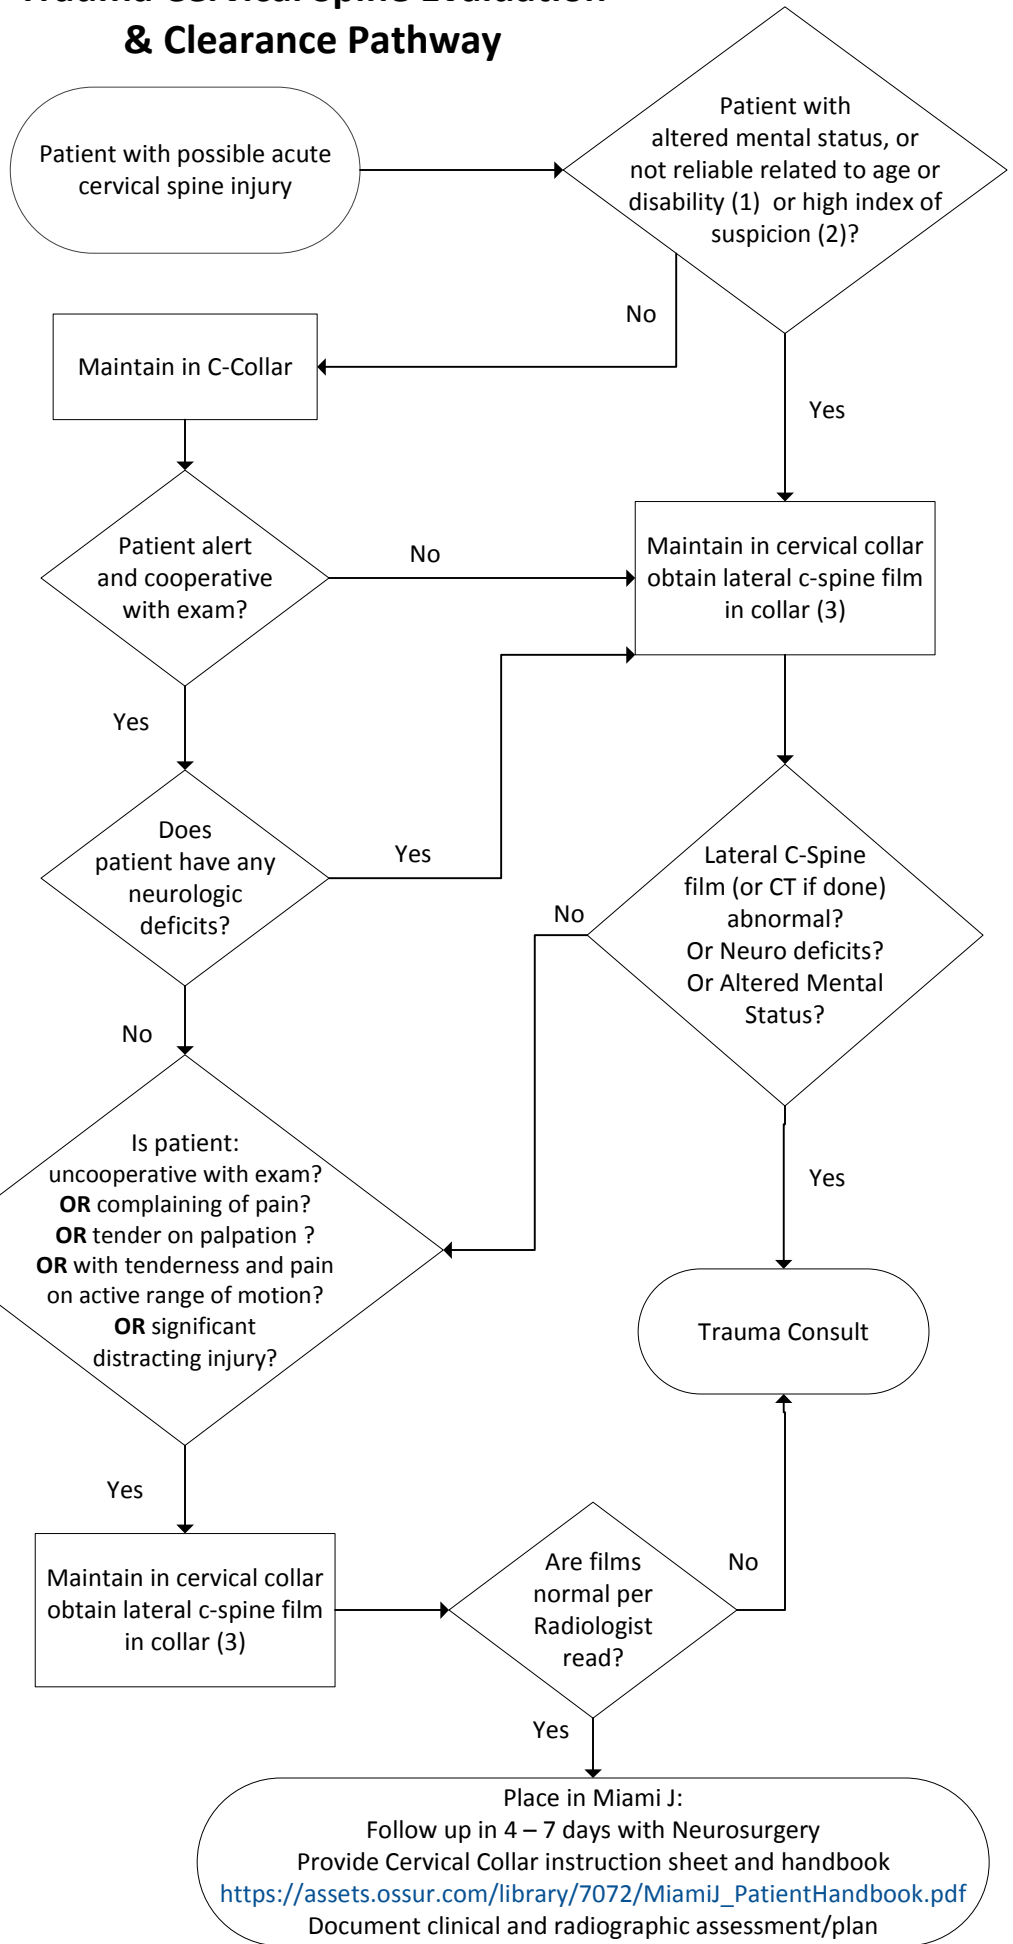 Trauma Cervical Spine Evaluation
& Clearance Pathway
Patient with possible acute
cervical spine injury
Patient with
altered mental status, or
not reliable related to age or
disability (1) or high index of
suspicion (2)?
No
Yes
Maintain in C-Collar
Patient alert
and cooperative
with exam?
No
Maintain in cervical collar
obtain lateral c-spine film
in collar (3)
Yes
Does
patient have any
neurologic
deficits?
Yes
No
Lateral C-Spine
film (or CT if done)
abnormal?
Or Neuro deficits?
Or Altered Mental
Status?
No
Yes
Is patient:
uncooperative with exam?
OR complaining of pain?
OR tender on palpation ?
OR with tenderness and pain
on active range of motion?
OR significant
distracting injury?
Trauma Consult
Yes
Maintain in cervical collar
obtain lateral c-spine film
in collar (3)
Are films
normal per
Radiologist
read?
No
Yes
Place in Miami J:
Follow up in 4 – 7 days with Neurosurgery
Provide Cervical Collar instruction sheet and handbook
https://assets.ossur.com/library/7072/MiamiJ_PatientHandbook.pdf
Document clinical and radiographic assessment/plan